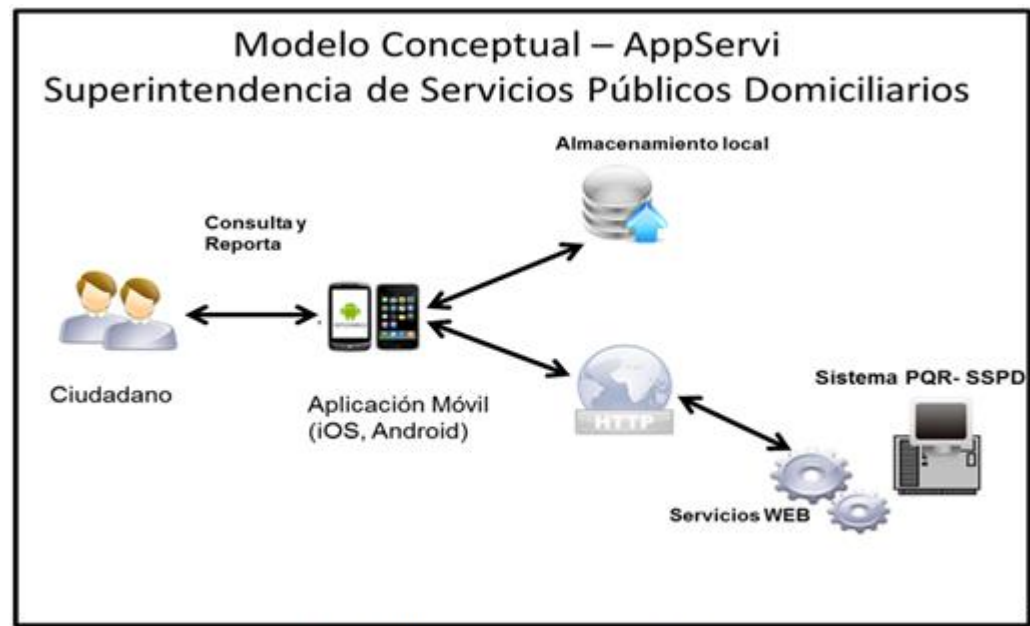 Modelo Conceptual – AppServi
Superintendencia de Servicios Públicos Domiciliarios
Almacenamiento local
Consulta y
Reporta
Ciudadano
Aplicación Móvil
(iOS, Android)
HTTP
Sistema PQR- SSPD
Servicios WEB